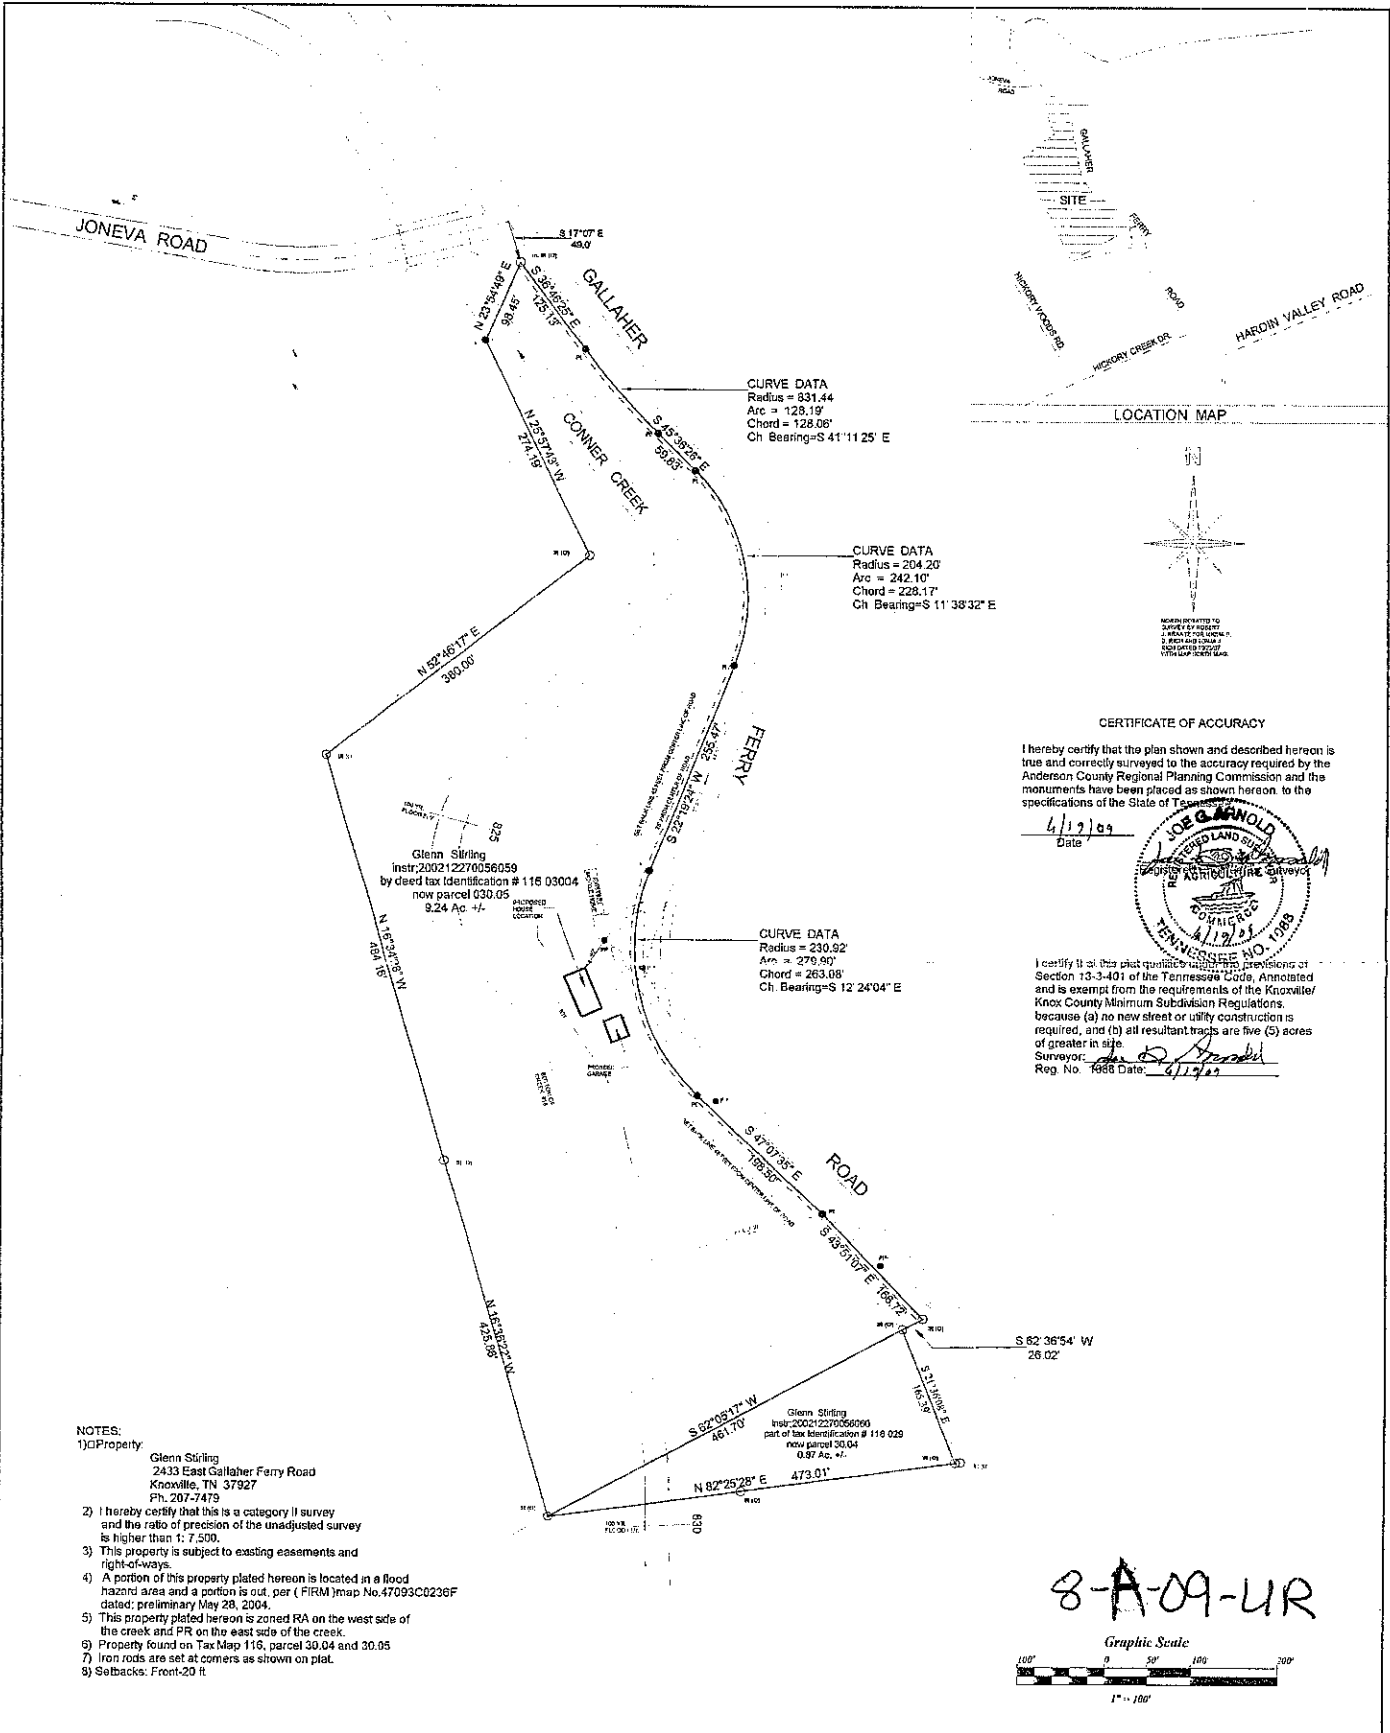 JONEVA ROAD
S 17°07' E
49.0'
N 23°54'49" E
98.45'
S 36°46'25" E
125.13'
GALLAHER
CURVE DATA
Radius = 831.44
Arc = 128.19'
Chord = 128.06'
Ch Bearing=S 41°11 25' E
N 25°57'43" W
274.19'
CONNER CREEK
S 45°36'26" E
59.83'
CURVE DATA
Radius = 204.20'
Arc = 242.10'
Chord = 228.17'
Ch Bearing=S 11°38'32" E
N 52°46'17" E
380.00'
FERRY
S 22°19'24" W 255.47'
825
Glenn Stirling
instr;200212270056059
by deed tax identification # 116 03004
now parcel 030.05
9.24 Ac. +/-
PROPOSED
HOUSE
LOCATION
CURVE DATA
Radius = 230.92'
Arc = 279.90'
Chord = 263.08'
Ch. Bearing=S 12°24'04" E
GARAGE
484.16'
S 47°07'35" E
198.50'
ROAD
S 43°51'07" E 166.72'
N 16°36'22" W
425.86'
S 62°36'54' W
26.02'
S 21°36'08" E
165.39'
S 62°05'17" W
461.70'
Glenn Stirling
part of tax identification # 116 029
now parcel 30.04
0.87 Ac. +/-
N 82°25'28" E 473.01'
830
JONEVA
ROAD
GALLAHER
SITE
FERRY
ROAD
HICKORY WOODS RD.
HICKORY CREEK DR.
HARDIN VALLEY ROAD
LOCATION MAP
N
CERTIFICATE OF ACCURACY
I hereby certify that the plan shown and described hereon is
true and correctly surveyed to the accuracy required by the
Anderson County Regional Planning Commission and the
monuments have been placed as shown hereon, to the
specifications of the State of Tennessee.
6/19/09
Date
JOE G. ARNOLD
REGISTERED LAND SURVEYOR
AGRICULTURE
COMMERCE
6/19/09
TENNESSEE NO. 1988
Section 13-3-401 of the Tennessee Code, Annotated
and is exempt from the requirements of the Knoxville/
Knox County Minimum Subdivision Regulations.
because (a) no new street or utility construction is
required, and (b) all resultant tracts are five (5) acres
of greater in size.
Surveyor:
Reg. No. 1988 Date: 6/19/09
NOTES:
1) Property:
Glenn Stirling
2433 East Gallaher Ferry Road
Knoxville, TN 37927
Ph. 207-7479
2) I hereby certify that this is a category II survey
and the ratio of precision of the unadjusted survey
is higher than 1: 7,500.
3) This property is subject to existing easements and
right-of-ways.
4) A portion of this property plated hereon is located in a flood
hazard area and a portion is out, per ( FIRM )map No.47093C0236F
dated: preliminary May 28, 2004.
5) This property plated hereon is zoned RA on the west side of
the creek and PR on the east side of the creek.
6) Property found on Tax Map 116, parcel 30.04 and 30.05
7) Iron rods are set at corners as shown on plat.
8) Setbacks: Front-20 ft
8-A-09-UR
Graphic Scale
100' 0 50' 100' 200'
1" = 100'